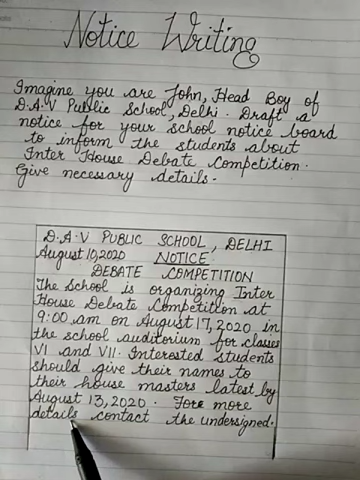 Notice Writing
Imagine you are John, Head Boy of
D.A.V Public School, Delhi. Draft a
notice for your school notice board
to inform the students about
Inter House Debate Competition.
Give necessary details.
D.A.V PUBLIC SCHOOL, DELHI
August 10, 2020 NOTICE
DEBATE COMPETITION
The School is organizing Inter
House Debate Competition at
9:00 am on August 17, 2020 in
the school auditorium for classes
VI and VII. Interested students
should give their names to
their house masters latest by
August 13, 2020. Fore more
details contact the undersigned.